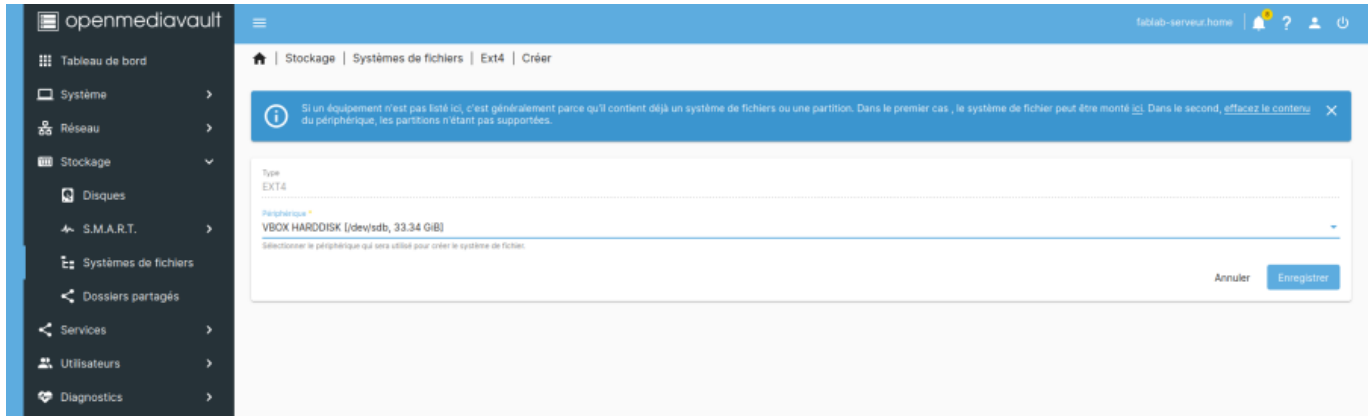 openmediavault
fablab-serveur.home
8
?
Tableau de bord
Système
Réseau
Stockage
Disques
S.M.A.R.T.
Systèmes de fichiers
Dossiers partagés
Services
Utilisateurs
Diagnostics
| Stockage | Systèmes de fichiers | Ext4 | Créer
Si un équipement n'est pas listé ici, c'est généralement parce qu'il contient déjà un système de fichiers ou une partition. Dans le premier cas , le système de fichier peut être monté ici. Dans le second, effacez le contenu
du périphérique, les partitions n'étant pas supportées.
Type
EXT4
Périphérique *
VBOX HARDDISK [/dev/sdb, 33.34 GiB]
Sélectionner le périphérique qui sera utilisé pour créer le système de fichier.
Annuler
Enregistrer